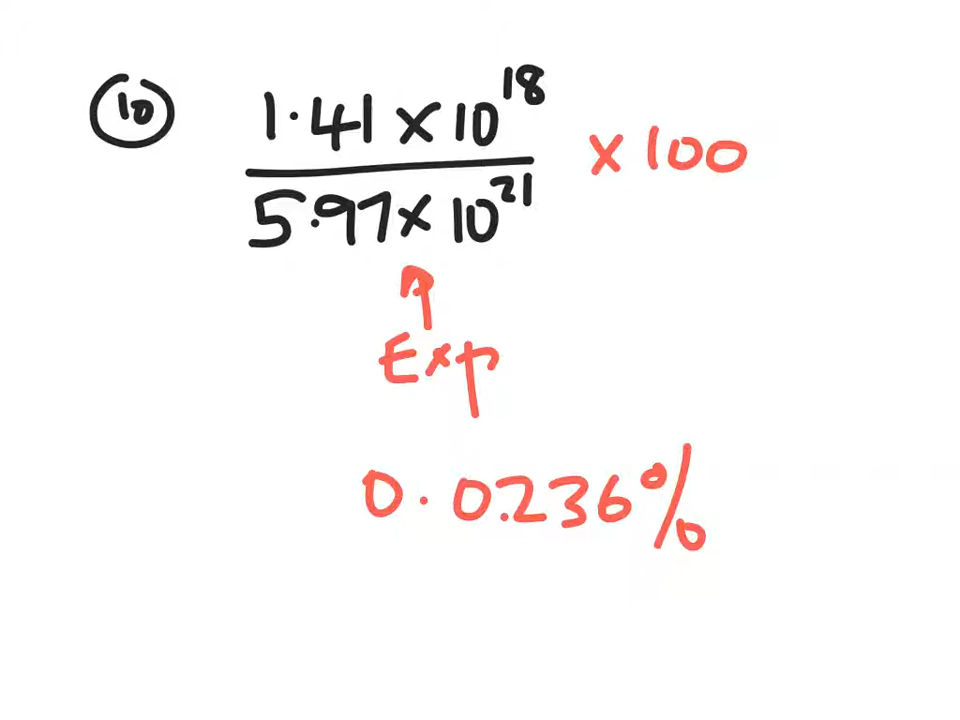 10
1.41 x 10^18
x 100
5.97 x 10^21
Exp
0.0236%